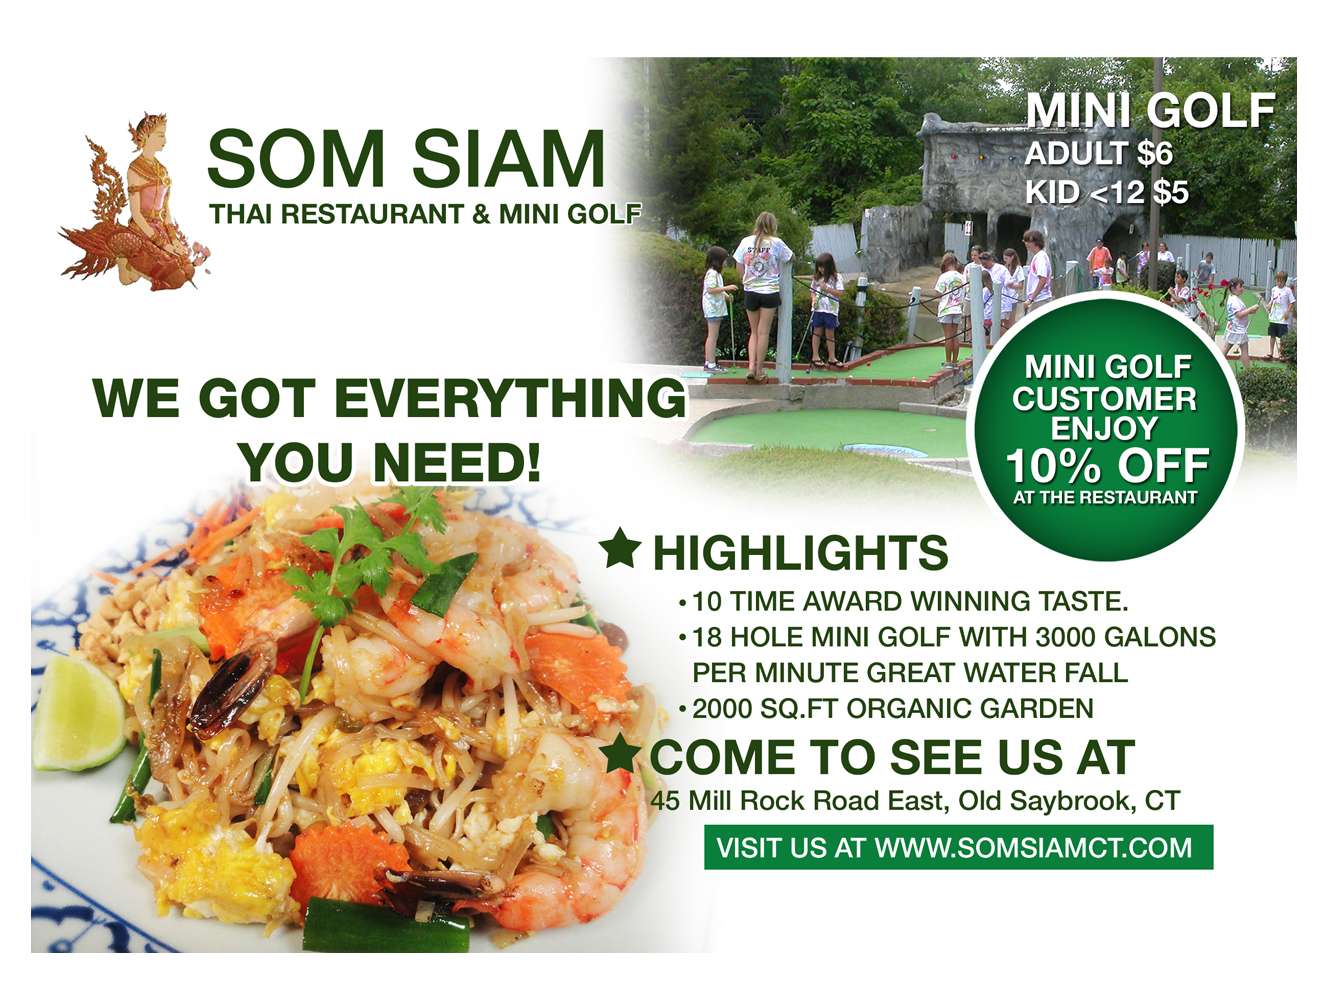 SOM SIAM
THAI RESTAURANT & MINI GOLF
MINI GOLF
ADULT $6
KID <12 $5
STAFF
WE GOT EVERYTHING
YOU NEED!
MINI GOLF
CUSTOMER
ENJOY
10% OFF
AT THE RESTAURANT
★ HIGHLIGHTS
• 10 TIME AWARD WINNING TASTE.
• 18 HOLE MINI GOLF WITH 3000 GALONS
PER MINUTE GREAT WATER FALL
• 2000 SQ.FT ORGANIC GARDEN
★ COME TO SEE US AT
45 Mill Rock Road East, Old Saybrook, CT
VISIT US AT WWW.SOMSIAMCT.COM